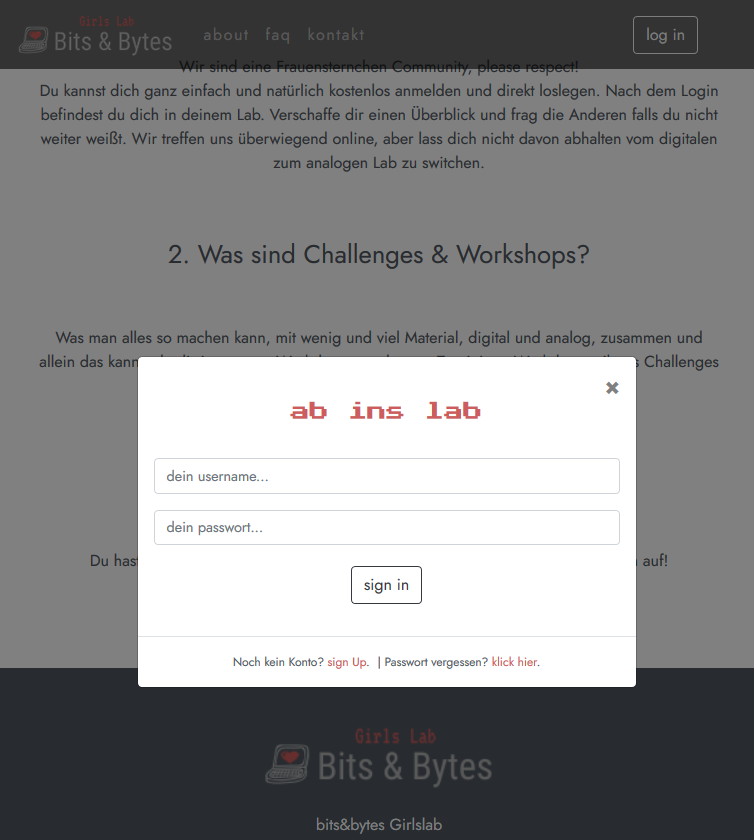 Girls Lab
Bits & Bytes
about faq kontakt
log in
Wir sind eine Frauensternchen Community, please respect!
Du kannst dich ganz einfach und natürlich kostenlos anmelden und direkt loslegen. Nach dem Login
befindest du dich in deinem Lab. Verschaffe dir einen Überblick und frag die Anderen falls du nicht
weiter weißt. Wir treffen uns überwiegend online, aber lass dich nicht davon abhalten vom digitalen
zum analogen Lab zu switchen.
2. Was sind Challenges & Workshops?
Was man alles so machen kann, mit wenig und viel Material, digital und analog, zusammen und
allein das kann Challenges
✖
ab ins lab
dein username...
dein passwort...
Du hast auf!
sign in
Noch kein Konto? sign Up. | Passwort vergessen? klick hier.
Girls Lab
Bits & Bytes
bits&bytes Girlslab